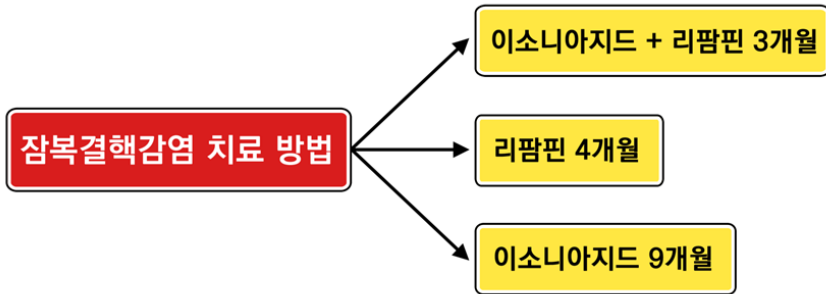 잠복결핵감염 치료 방법
이소니아지드 + 리팜핀 3개월
리팜핀 4개월
이소니아지드 9개월